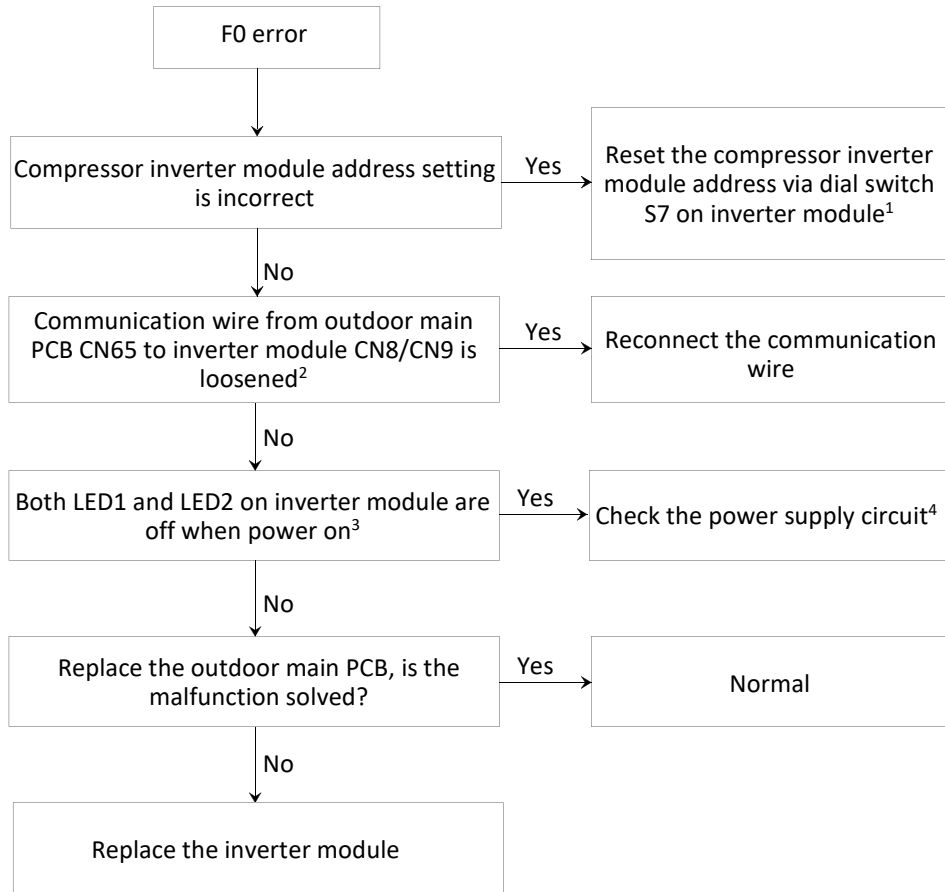 F0 error
Compressor inverter module address setting
is incorrect
Yes
Reset the compressor inverter
module address via dial switch
S7 on inverter module¹
No
Communication wire from outdoor main
PCB CN65 to inverter module CN8/CN9 is
loosened²
Yes
Reconnect the communication
wire
No
Both LED1 and LED2 on inverter module are
off when power on³
Yes
Check the power supply circuit⁴
No
Replace the outdoor main PCB, is the
malfunction solved?
Yes
Normal
No
Replace the inverter module